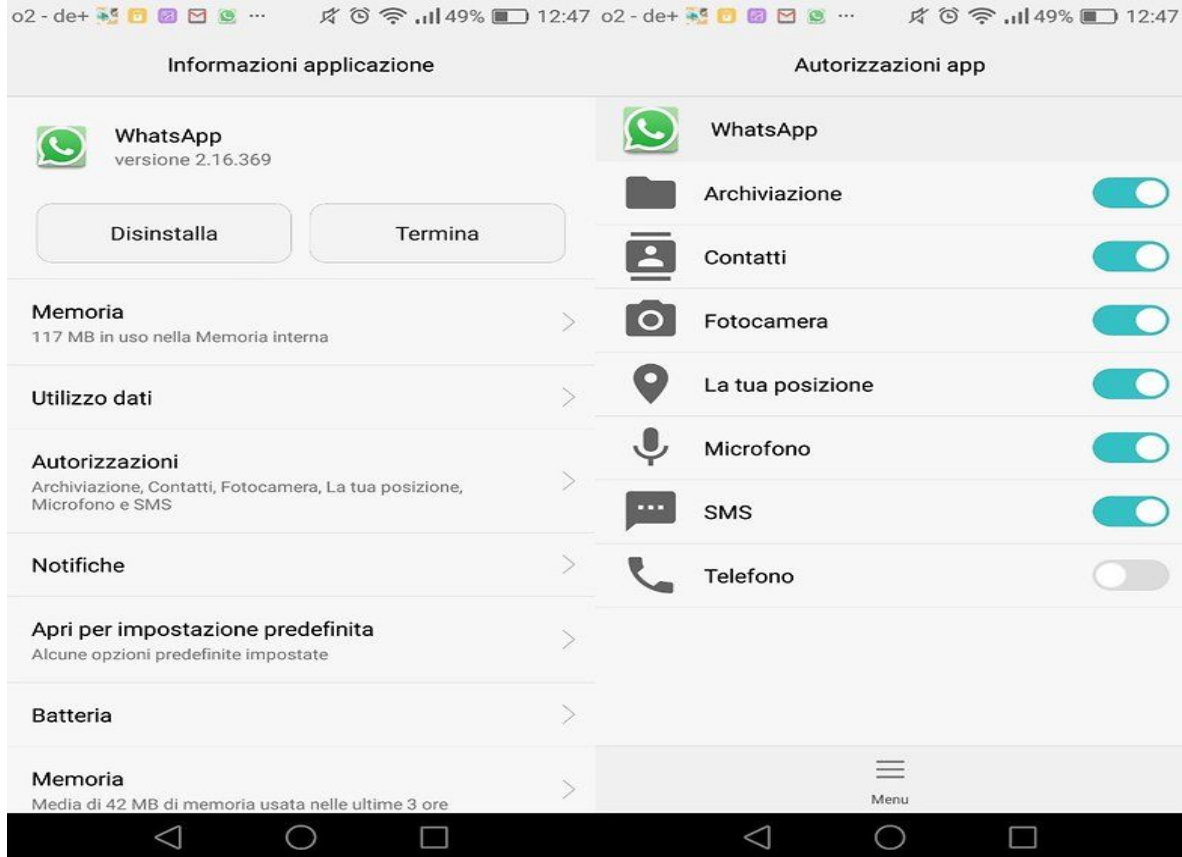 o2 - de+ ... 49% 12:47
Informazioni applicazione
WhatsApp
versione 2.16.369
Disinstalla
Termina
Memoria
117 MB in uso nella Memoria interna
Utilizzo dati
Autorizzazioni
Archiviazione, Contatti, Fotocamera, La tua posizione,
Microfono e SMS
Notifiche
Apri per impostazione predefinita
Alcune opzioni predefinite impostate
Batteria
Memoria
Media di 42 MB di memoria usata nelle ultime 3 ore
o2 - de+ ... 49% 12:47
Autorizzazioni app
WhatsApp
Archiviazione
Contatti
Fotocamera
La tua posizione
Microfono
SMS
Telefono
Menu